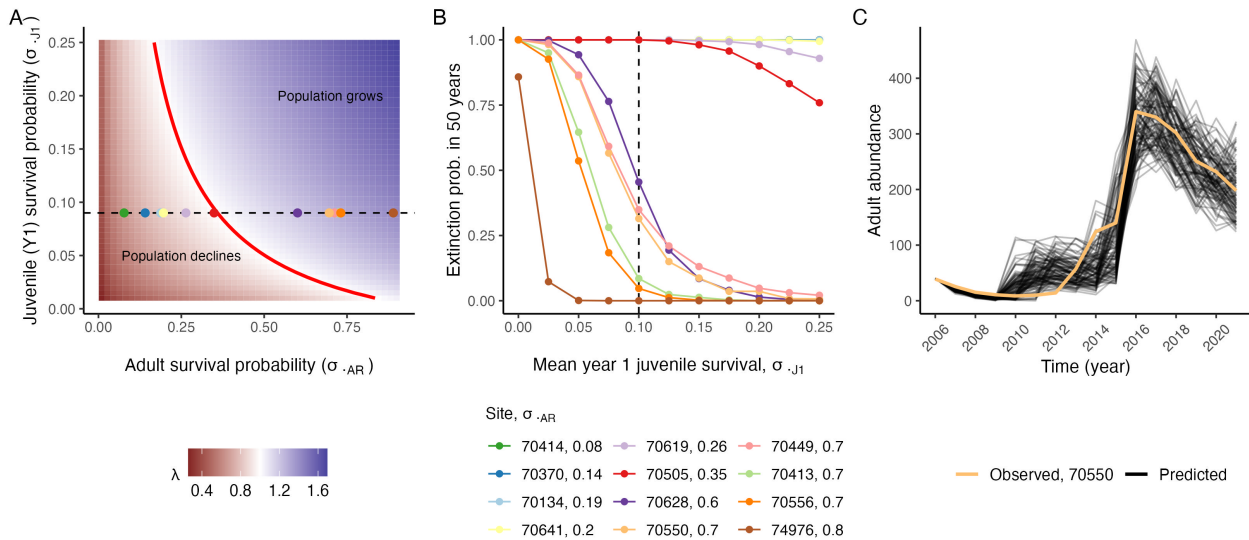 A
Juvenile (Y1) survival probability (σ.J1)
0.25
0.20
0.15
0.10
0.05
0.00
Population grows
Population declines
0.00 0.25 0.50 0.75
Adult survival probability (σ.AR)
λ
0.4 0.8 1.2 1.6
B
Extinction prob. in 50 years
1.00
0.75
0.50
0.25
0.00
0.00 0.05 0.10 0.15 0.20 0.25
Mean year 1 juvenile survival, σ.J1
Site, σ.AR
70414, 0.08 70619, 0.26 70449, 0.7
70370, 0.14 70505, 0.35 70413, 0.7
70134, 0.19 70628, 0.6 70556, 0.7
70641, 0.2 70550, 0.7 74976, 0.8
C
Adult abundance
400
300
200
100
0
2006 2008 2010 2012 2014 2016 2018 2020
Time (year)
Observed, 70550 Predicted